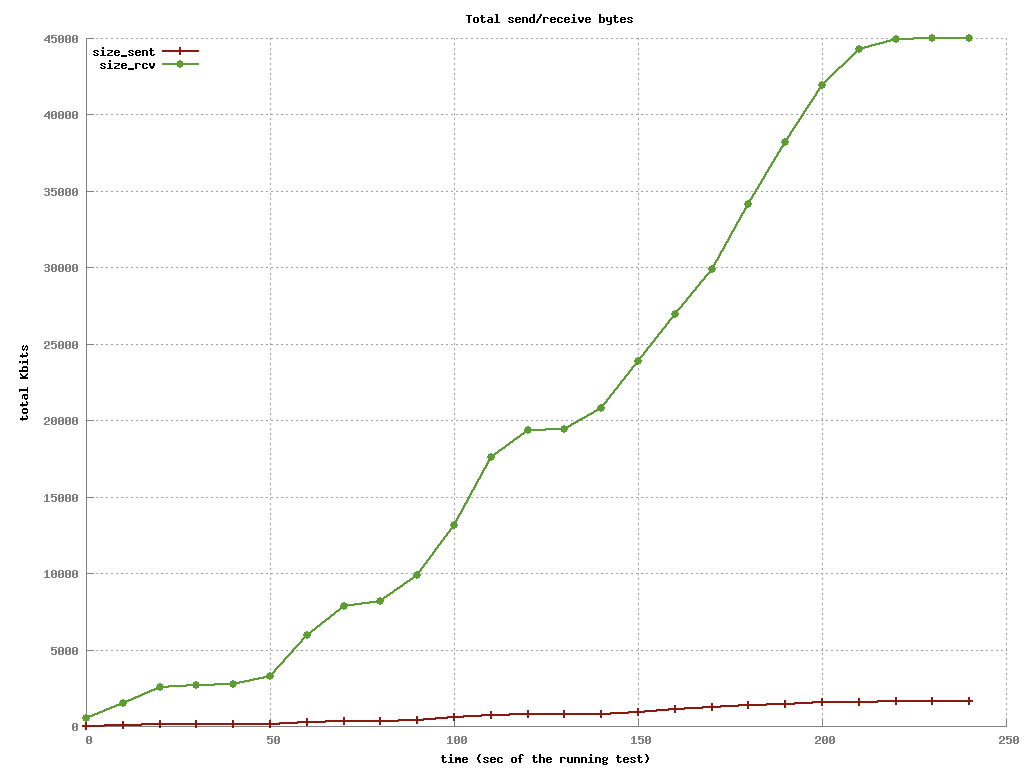 Total send/receive bytes
size_sent
size_rcv
45000
40000
35000
30000
25000
20000
15000
10000
5000
0
total Kbits
0 50 100 150 200 250
time (sec of the running test)